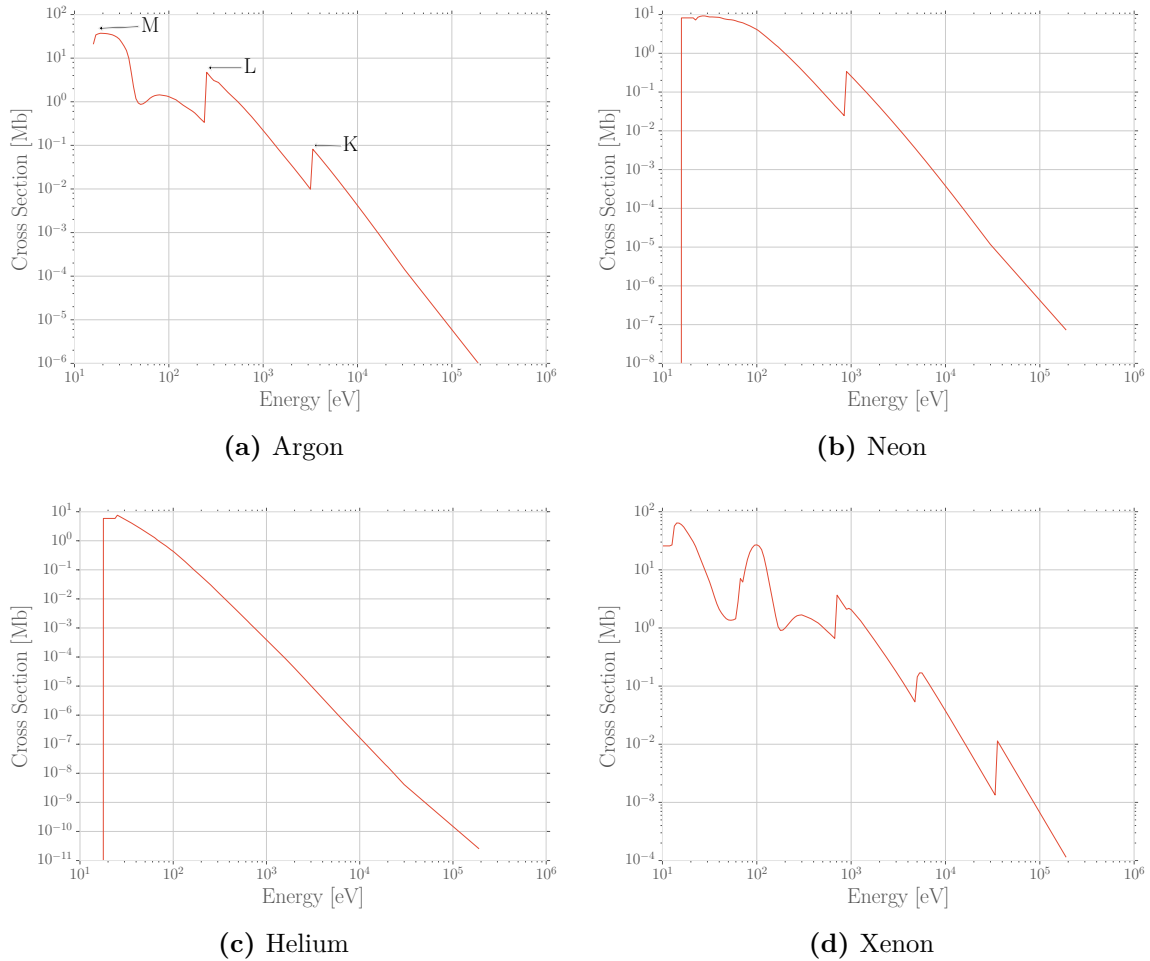 10^2
10^1
10^0
10^-1
10^-2
10^-3
10^-4
10^-5
10^-6
Cross Section [Mb]
M
L
K
10^1 10^2 10^3 10^4 10^5 10^6
Energy [eV]
(a) Argon
10^1
10^0
10^-1
10^-2
10^-3
10^-4
10^-5
10^-6
10^-7
10^-8
Cross Section [Mb]
10^1 10^2 10^3 10^4 10^5 10^6
Energy [eV]
(b) Neon
10^1
10^0
10^-1
10^-2
10^-3
10^-4
10^-5
10^-6
10^-7
10^-8
10^-9
10^-10
10^-11
Cross Section [Mb]
10^1 10^2 10^3 10^4 10^5 10^6
Energy [eV]
(c) Helium
10^2
10^1
10^0
10^-1
10^-2
10^-3
10^-4
Cross Section [Mb]
10^1 10^2 10^3 10^4 10^5 10^6
Energy [eV]
(d) Xenon